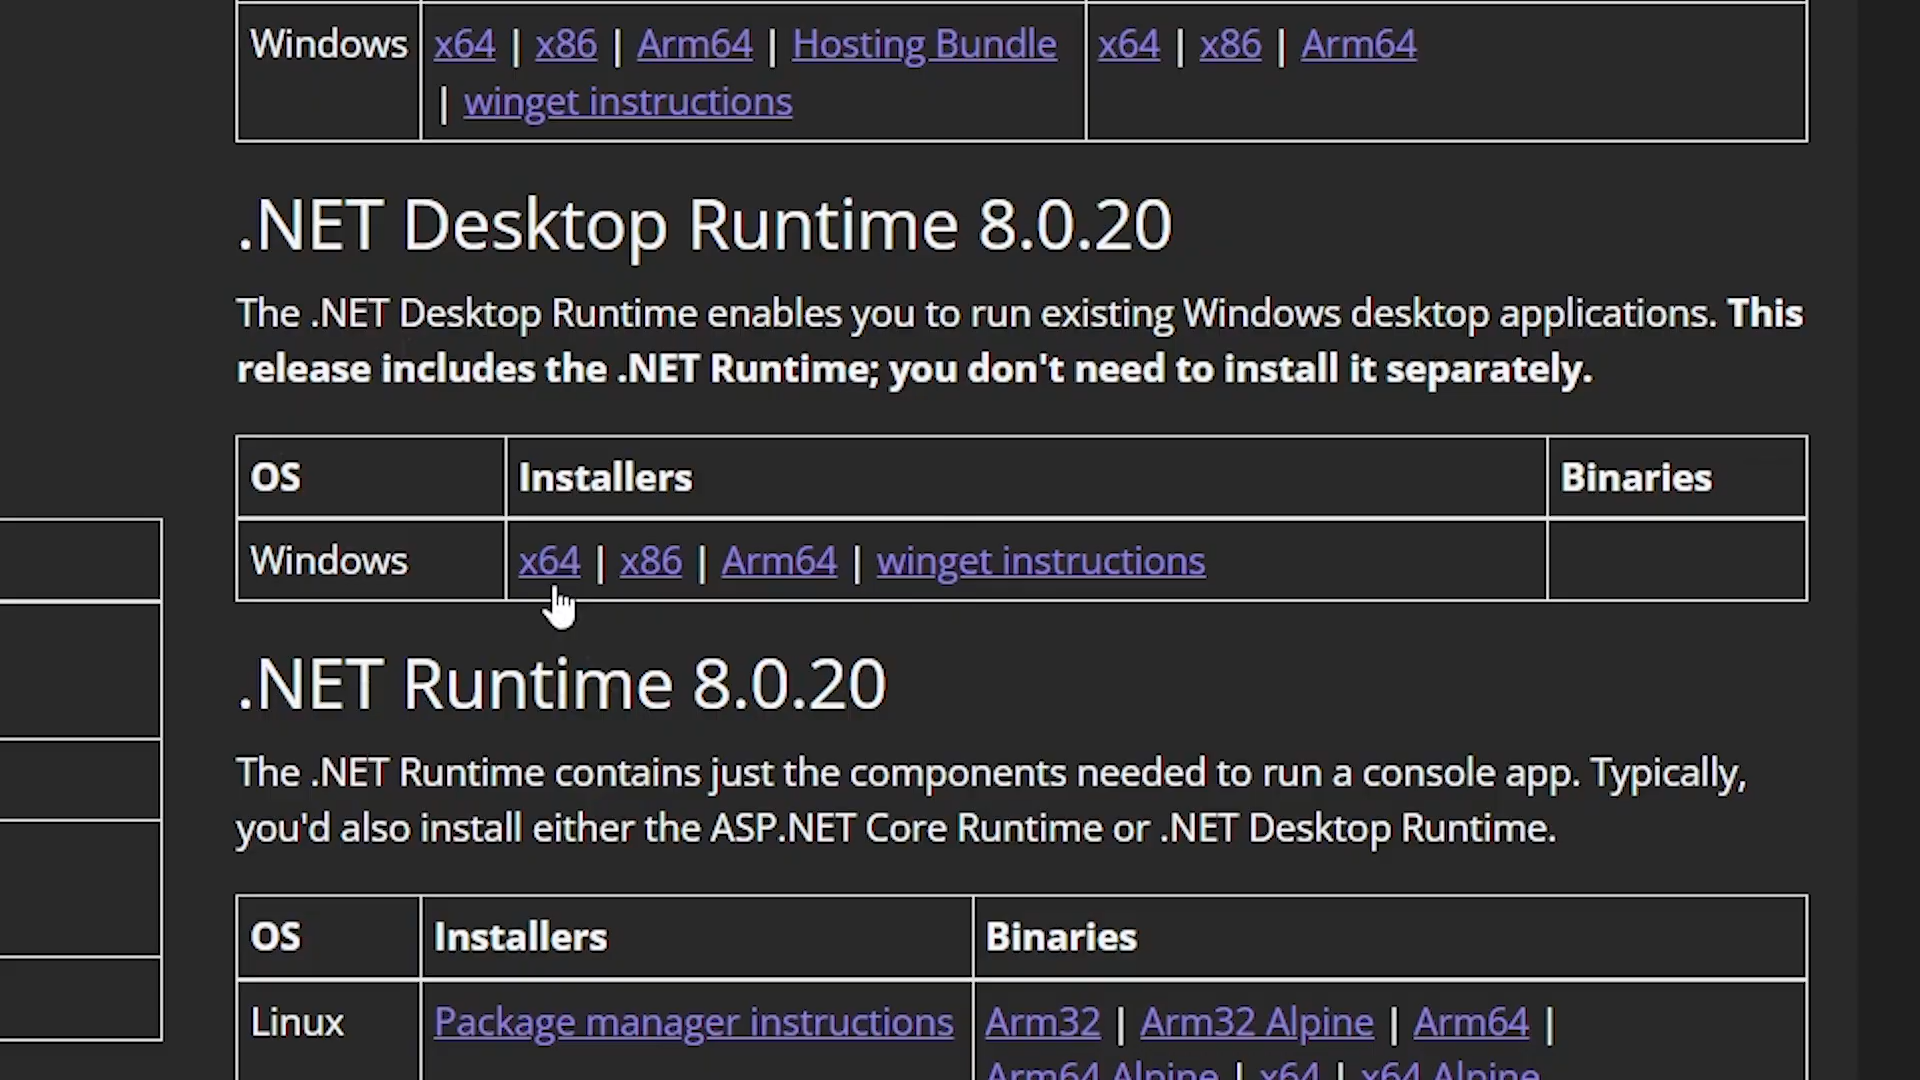 Windows x64 | x86 | Arm64 | Hosting Bundle x64 | x86 | Arm64
| winget instructions
.NET Desktop Runtime 8.0.20
The .NET Desktop Runtime enables you to run existing Windows desktop applications. This
release includes the .NET Runtime; you don't need to install it separately.
OS Installers Binaries
Windows x64 | x86 | Arm64 | winget instructions
.NET Runtime 8.0.20
The .NET Runtime contains just the components needed to run a console app. Typically,
you'd also install either the ASP.NET Core Runtime or .NET Desktop Runtime.
OS Installers Binaries
Linux Package manager instructions Arm32 | Arm32 Alpine | Arm64 |
Arm64 Alpine | x64 | x64 Alpine